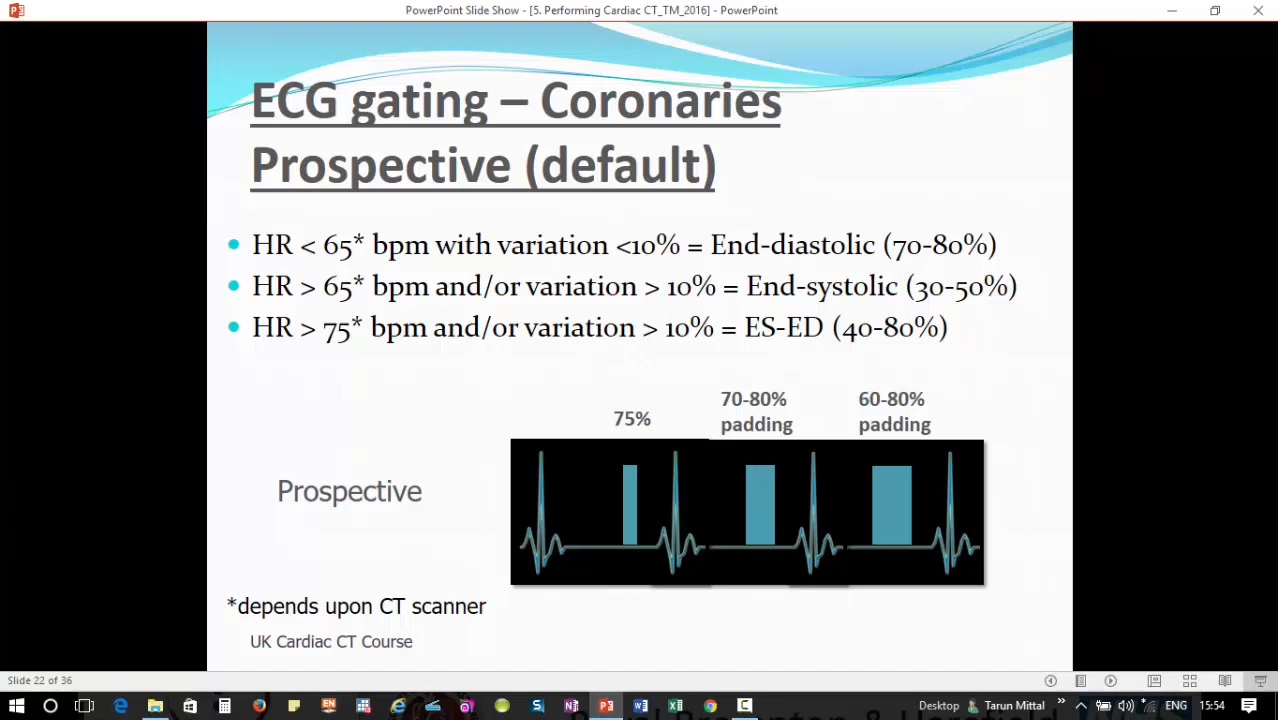 PowerPoint Slide Show - [5. Performing Cardiac CT_TM_2016] - PowerPoint
ECG gating – Coronaries
Prospective (default)
HR < 65* bpm with variation <10% = End-diastolic (70-80%)
HR > 65* bpm and/or variation > 10% = End-systolic (30-50%)
HR > 75* bpm and/or variation > 10% = ES-ED (40-80%)
75%
70-80%
padding
60-80%
padding
Prospective
*depends upon CT scanner
UK Cardiac CT Course
Slide 22 of 36
Desktop
Tarun Mittal
ENG
15:54